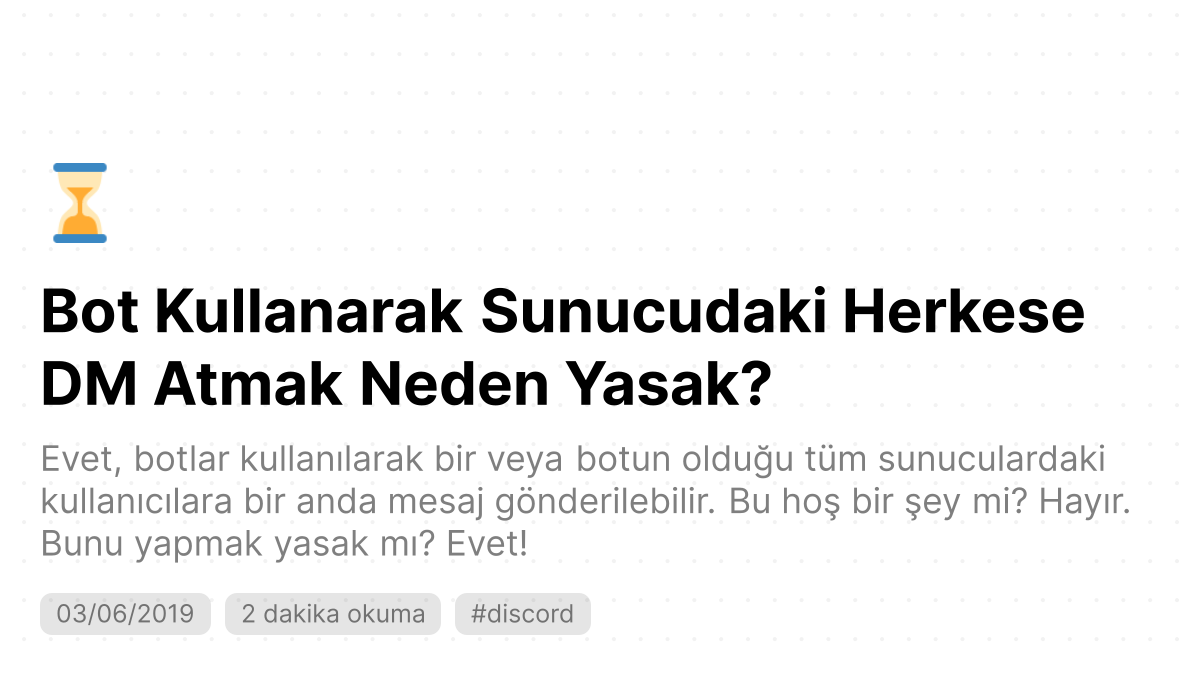 Bot Kullanarak Sunucudaki Herkese
DM Atmak Neden Yasak?
Evet, botlar kullanılarak bir veya botun olduğu tüm sunuculardaki
kullanıcılara bir anda mesaj gönderilebilir. Bu hoş bir şey mi? Hayır.
Bunu yapmak yasak mı? Evet!
03/06/2019 2 dakika okuma #discord